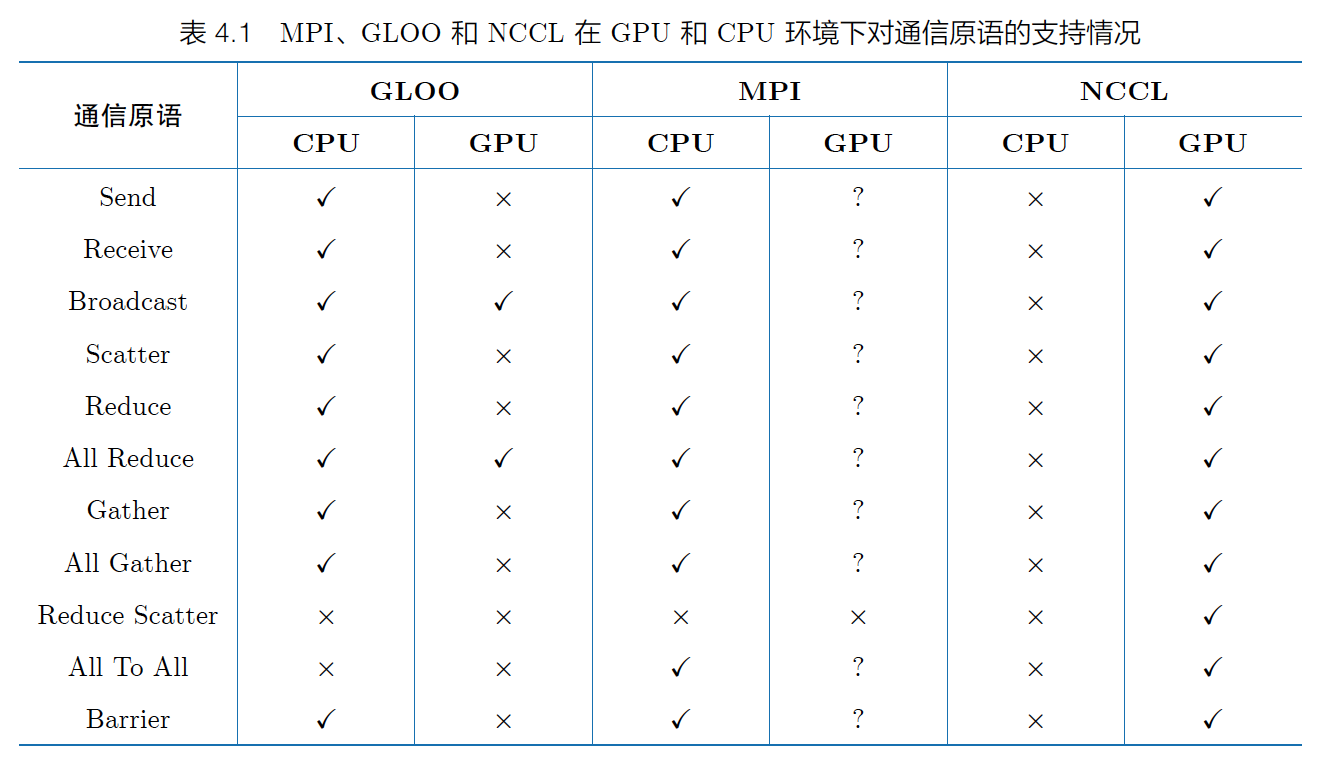 表 4.1 MPI、GLOO 和 NCCL 在 GPU 和 CPU 环境下对通信原语的支持情况
通信原语 GLOO MPI NCCL
CPU GPU CPU GPU CPU GPU
Send ✓ × ✓ ? × ✓
Receive ✓ × ✓ ? × ✓
Broadcast ✓ ✓ ✓ ? × ✓
Scatter ✓ × ✓ ? × ✓
Reduce ✓ × ✓ ? × ✓
All Reduce ✓ ✓ ✓ ? × ✓
Gather ✓ × ✓ ? × ✓
All Gather ✓ × ✓ ? × ✓
Reduce Scatter × × × × × ✓
All To All × × ✓ ? × ✓
Barrier ✓ × ✓ ? × ✓